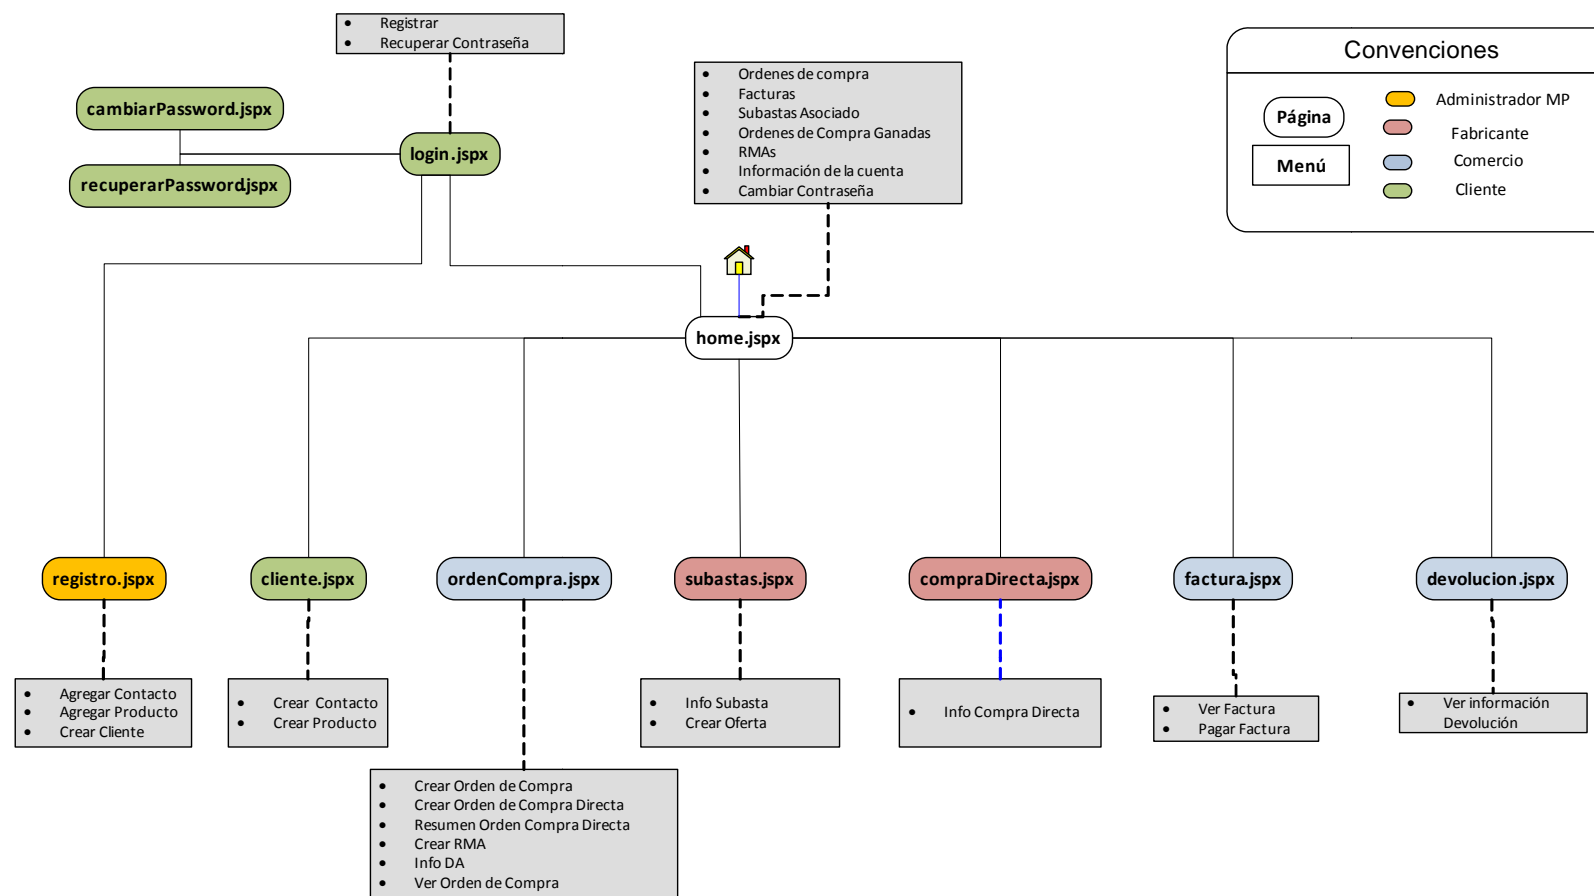 Registrar
Recuperar Contraseña
Convenciones
Página
Menú
Administrador MP
Fabricante
Comercio
Cliente
Ordenes de compra
Facturas
Subastas Asociado
Ordenes de Compra Ganadas
RMAs
Información de la cuenta
Cambiar Contraseña
cambiarPassword.jspx
login.jspx
recuperarPassword.jspx
home.jspx
registro.jspx
cliente.jspx
ordenCompra.jspx
subastas.jspx
compraDirecta.jspx
factura.jspx
devolucion.jspx
Agregar Contacto
Agregar Producto
Crear Cliente
Crear Contacto
Crear Producto
Info Subasta
Crear Oferta
Info Compra Directa
Ver Factura
Pagar Factura
Ver información
Devolución
Crear Orden de Compra
Crear Orden de Compra Directa
Resumen Orden Compra Directa
Crear RMA
Info DA
Ver Orden de Compra